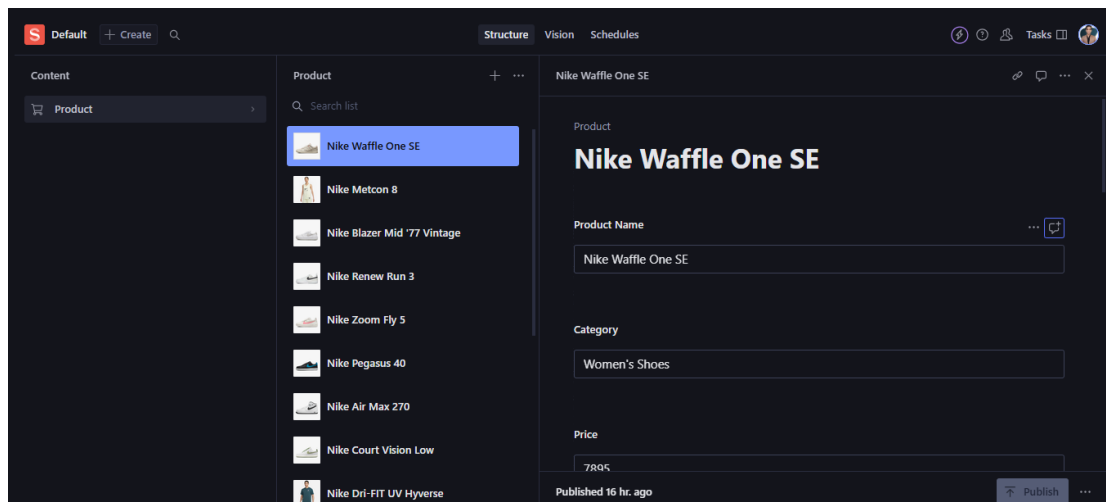 S Default + Create Structure Vision Schedules Tasks
Content
Product
Product
Search list
Nike Waffle One SE
Nike Metcon 8
Nike Blazer Mid '77 Vintage
Nike Renew Run 3
Nike Zoom Fly 5
Nike Pegasus 40
Nike Air Max 270
Nike Court Vision Low
Nike Dri-FIT UV Hyverse
Nike Waffle One SE
Product
Nike Waffle One SE
Product Name
Nike Waffle One SE
Category
Women's Shoes
Price
7895
Published 16 hr. ago Publish